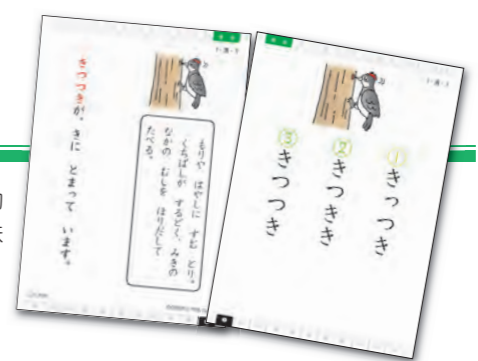 もりや はやしに すむ とり。
くちばしが するどく、みきの
なかの むしを ほりだして
たべる。
きつつきが、きに とまって います。
① きっつき
② きつきき
③ きつつき